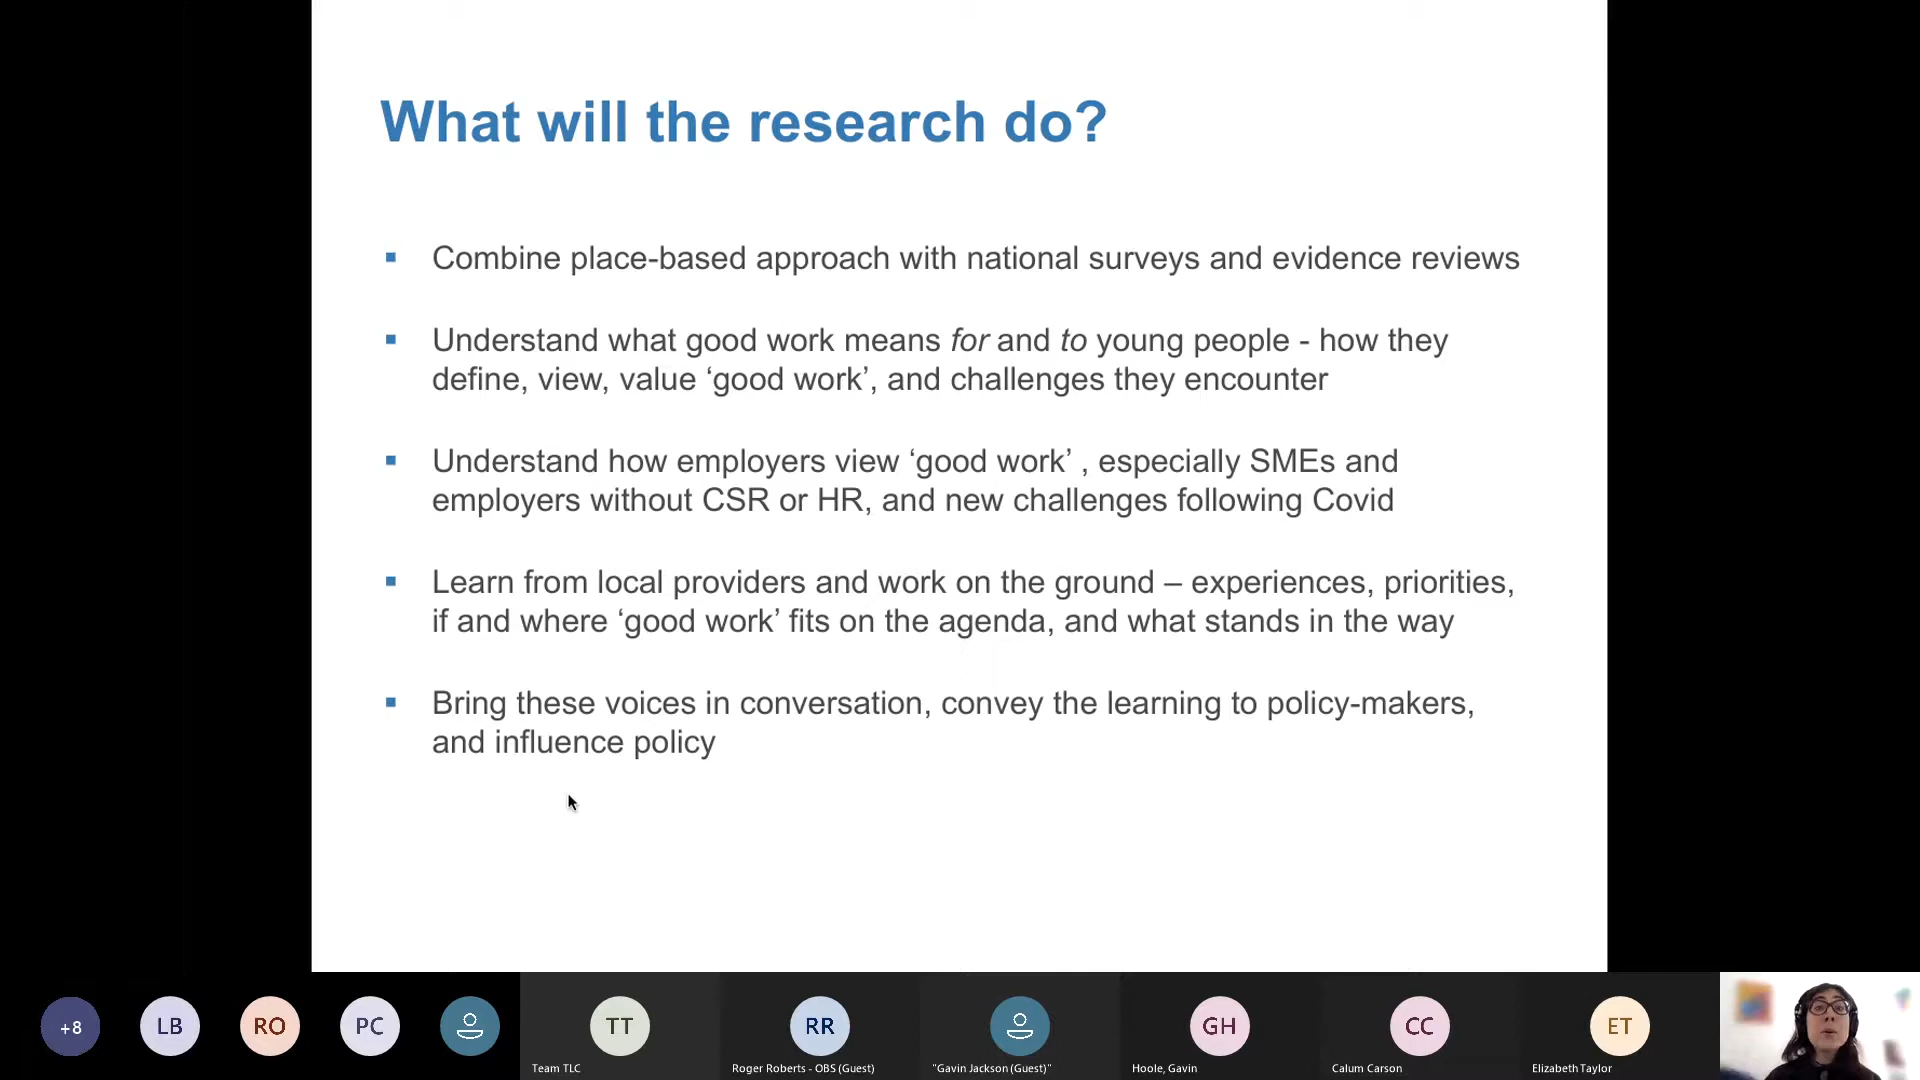 What will the research do?
Combine place-based approach with national surveys and evidence reviews
Understand what good work means for and to young people - how they
define, view, value ‘good work’, and challenges they encounter
Understand how employers view ‘good work’ , especially SMEs and
employers without CSR or HR, and new challenges following Covid
Learn from local providers and work on the ground – experiences, priorities,
if and where ‘good work’ fits on the agenda, and what stands in the way
Bring these voices in conversation, convey the learning to policy-makers,
and influence policy
+8
LB
RO
PC
TT
RR
GH
CC
ET
Team TLC
Roger Roberts - OBS (Guest)
"Gavin Jackson (Guest)"
Hoole, Gavin
Calum Carson
Elizabeth Taylor